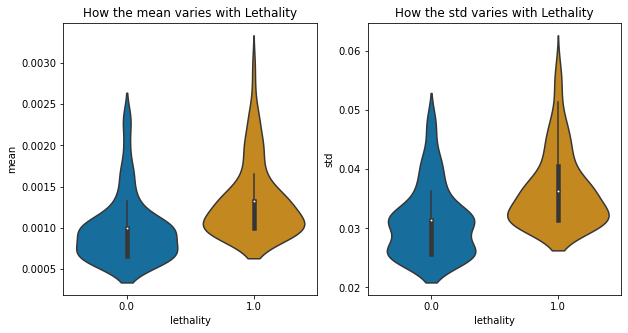 How the mean varies with Lethality
0.0030
0.0025
0.0020
0.0015
0.0010
0.0005
mean
0.0 1.0
lethality
How the std varies with Lethality
0.06
0.05
0.04
0.03
0.02
std
0.0 1.0
lethality